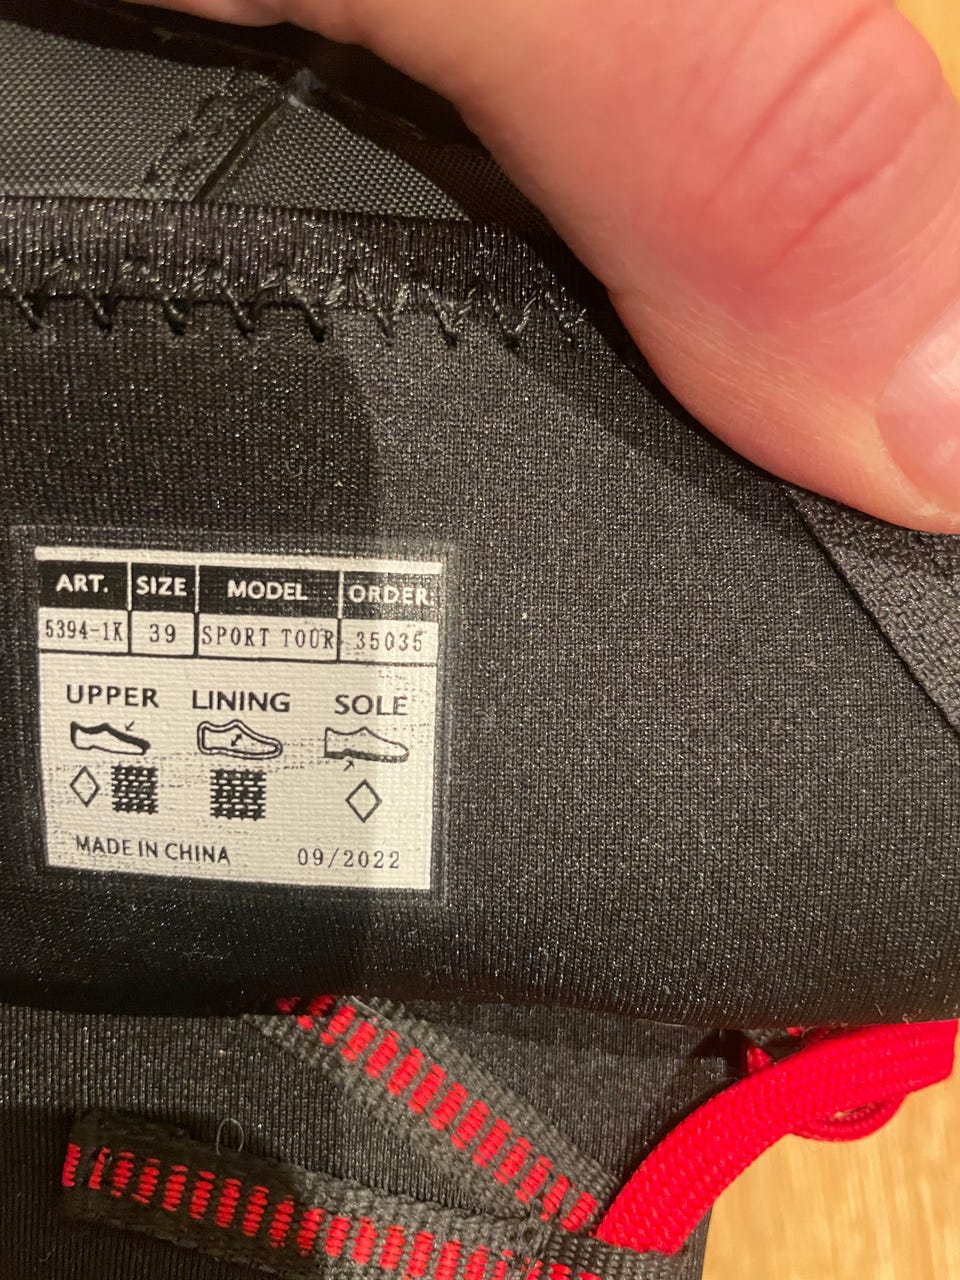 ART. SIZE MODEL ORDER.
5394-1K 39 SPORT TOUR 35035
UPPER LINING SOLE
MADE IN CHINA 09/2022